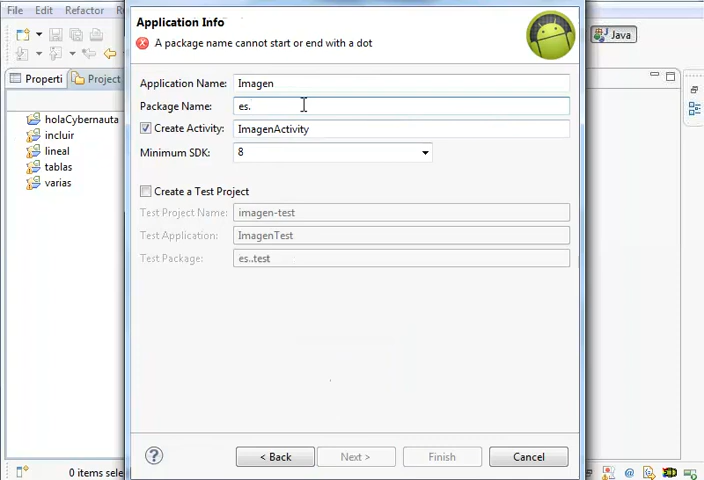 File Edit Refactor
Application Info
A package name cannot start or end with a dot
Java
Properti Project
Application Name: Imagen
Package Name: es.
Create Activity: ImagenActivity
Minimum SDK: 8
holaCybernauta
incluir
lineal
tablas
varias
Create a Test Project
Test Project Name: imagen-test
Test Application: ImagenTest
Test Package: es..test
? < Back Next > Finish Cancel
0 items sele